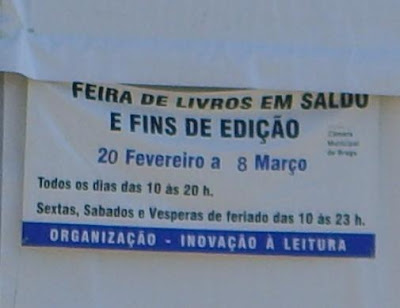 FEIRA DE LIVROS EM SALDO
E FINS DE EDIÇÃO
Câmara
Municipal
de Braga
20 Fevereiro a 8 Março
Todos os dias das 10 às 20 h.
Sextas, Sabados e Vesperas de feriado das 10 às 23 h.
ORGANIZAÇÃO - INOVAÇÃO À LEITURA